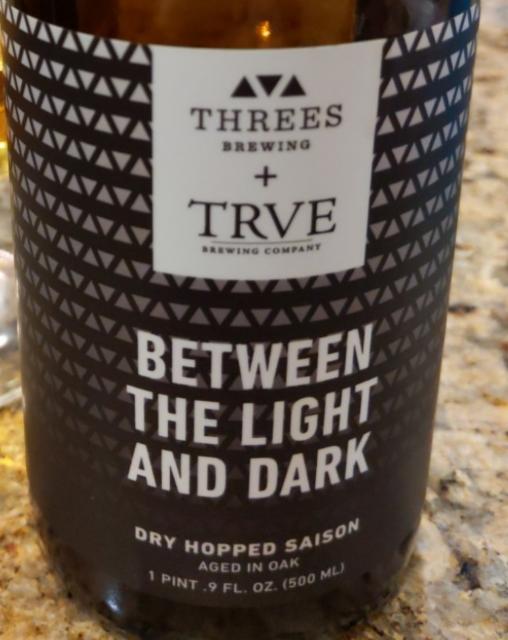 THREES
BREWING
+
TRVE
BREWING COMPANY
BETWEEN
THE LIGHT
AND DARK
DRY HOPPED SAISON
AGED IN OAK
1 PINT .9 FL. OZ. (500 ML)